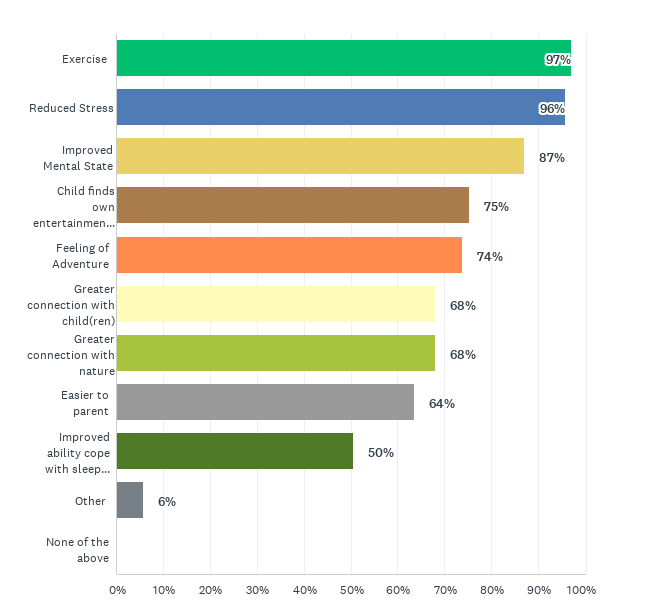 Exercise
97%
Reduced Stress
96%
Improved
Mental State
87%
Child finds
own
entertainmen...
75%
Feeling of
Adventure
74%
Greater
connection with
child(ren)
68%
Greater
connection with
nature
68%
Easier to
parent
64%
Improved
ability cope
with sleep...
50%
Other
6%
None of the
above
0% 10% 20% 30% 40% 50% 60% 70% 80% 90% 100%